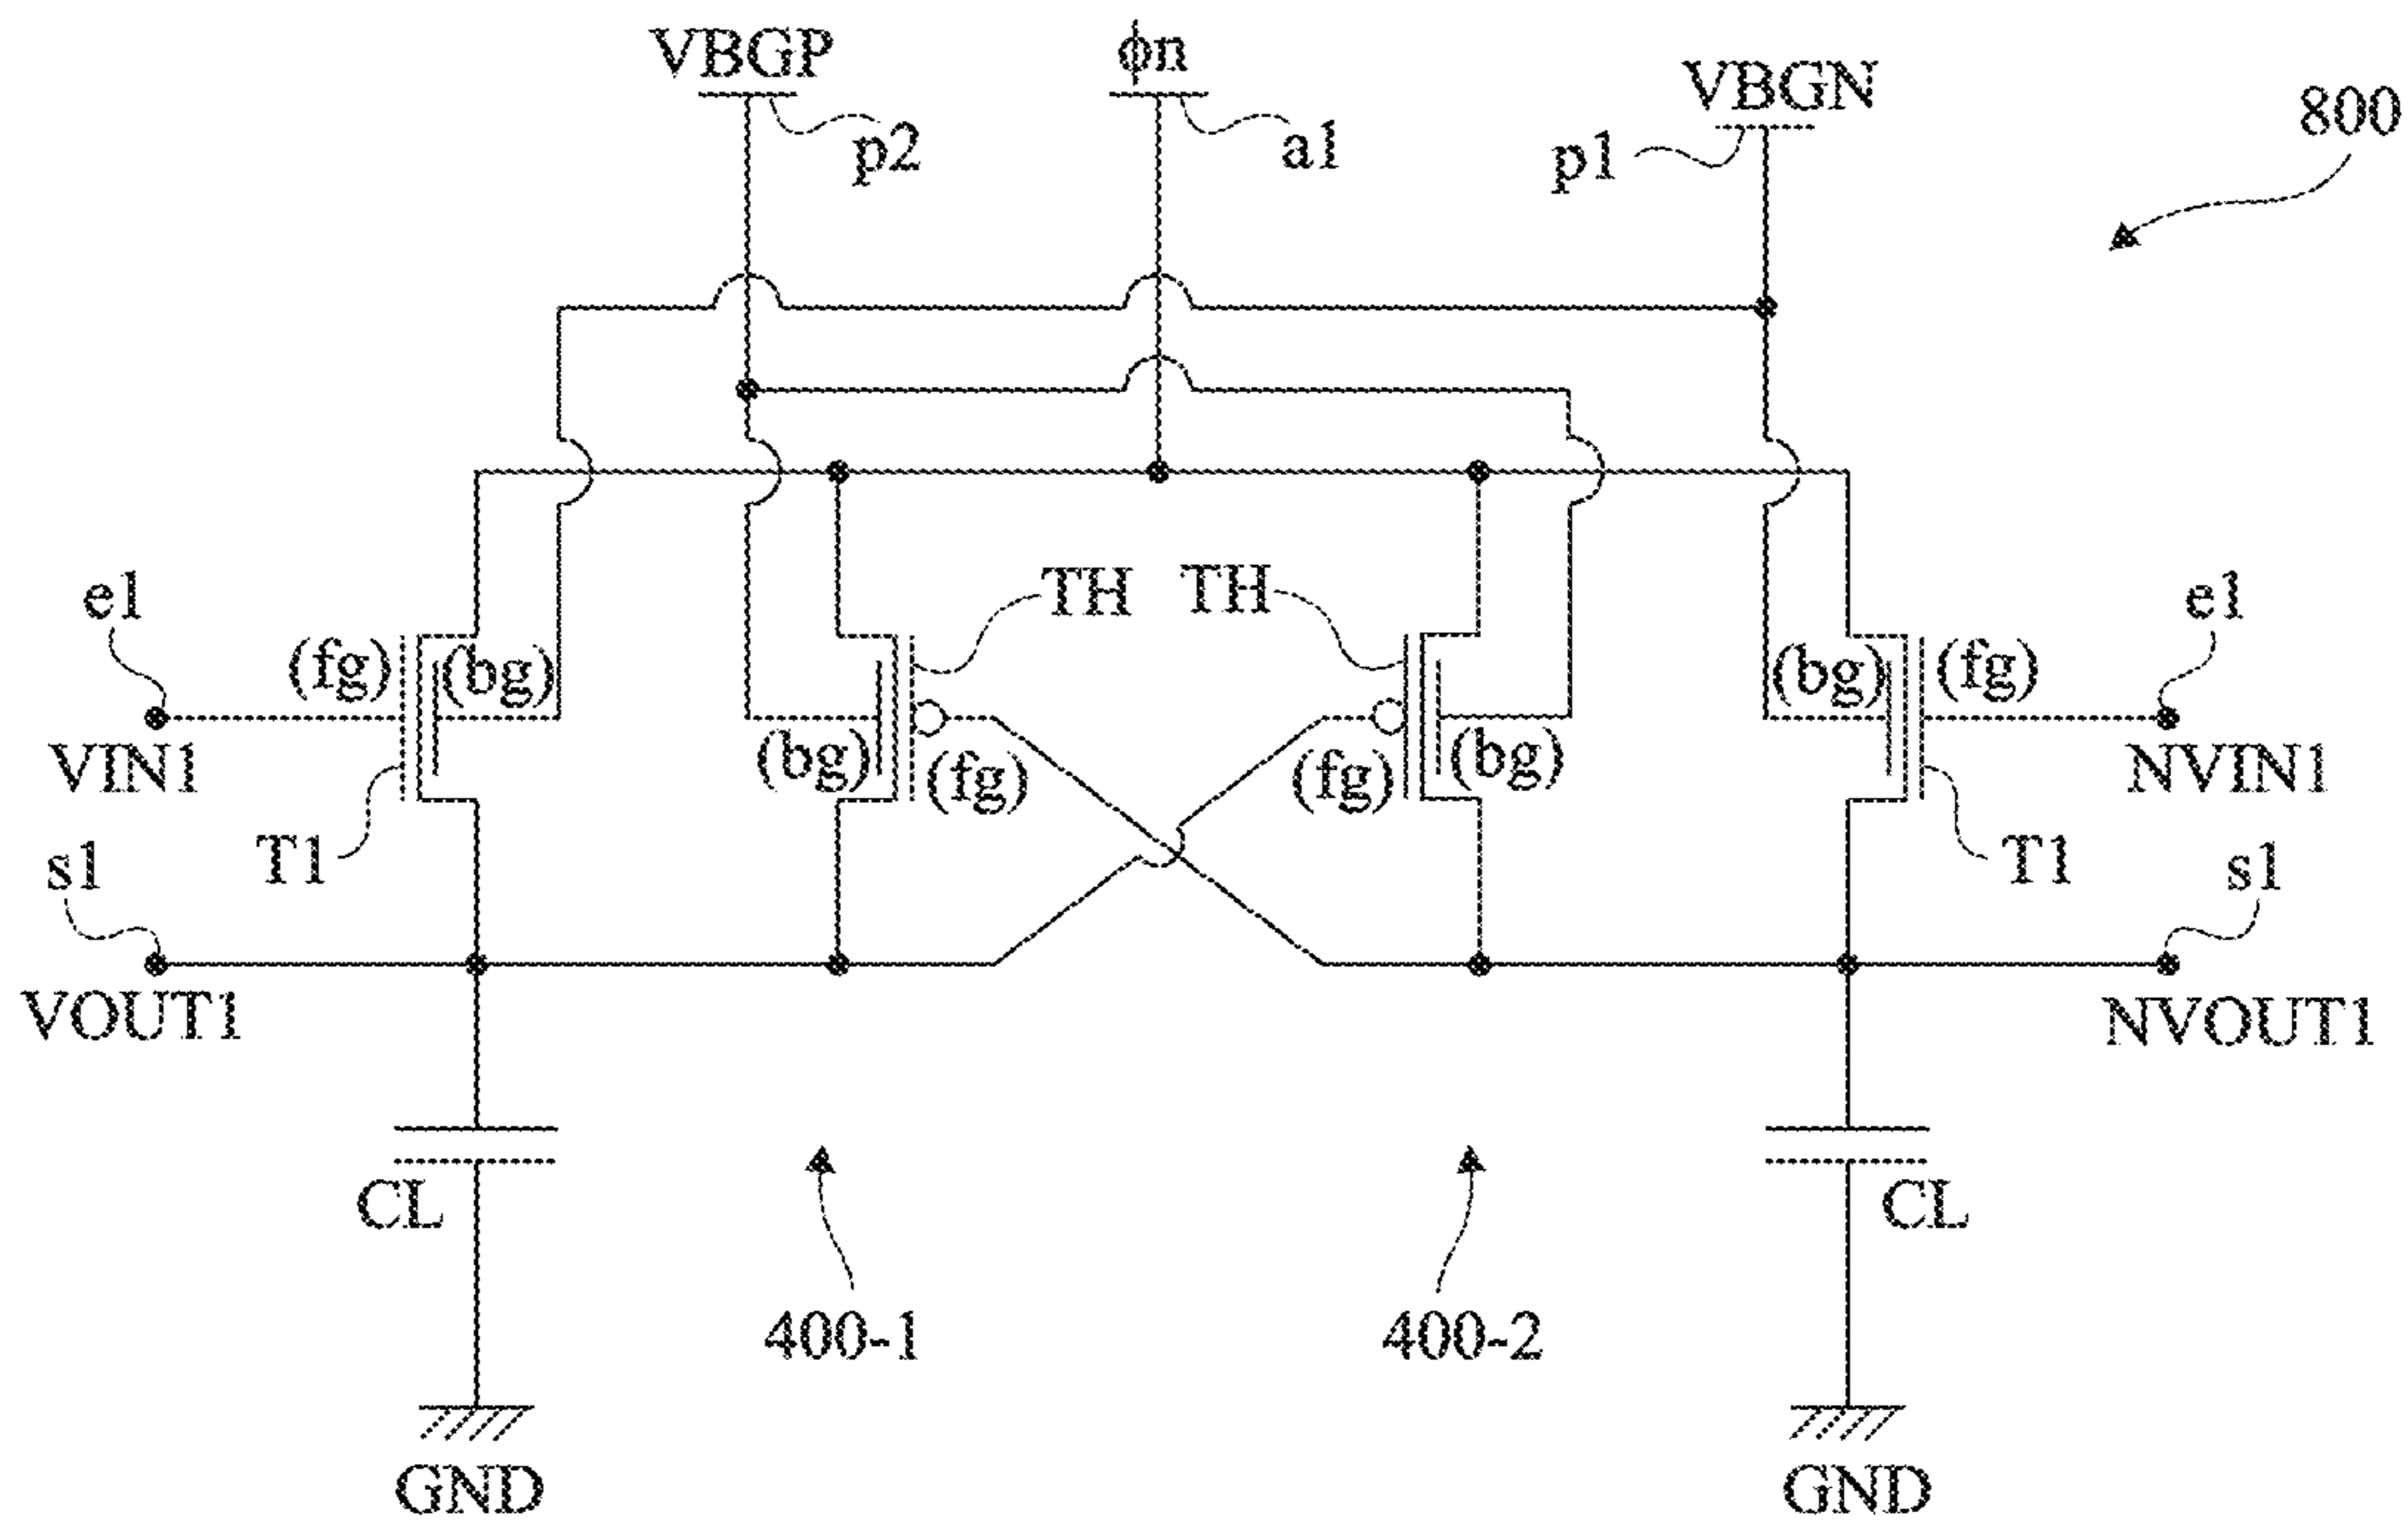 VBGP
ϕn
VBGN
800
p2
a1
p1
e1
TH
TH
e1
(fg)
(bg)
(bg)
(fg)
VIN1
(bg)
(fg)
(fg)
(bg)
NVIN1
T1
T1
s1
s1
VOUT1
NVOUT1
CL
CL
400-1
400-2
GND
GND